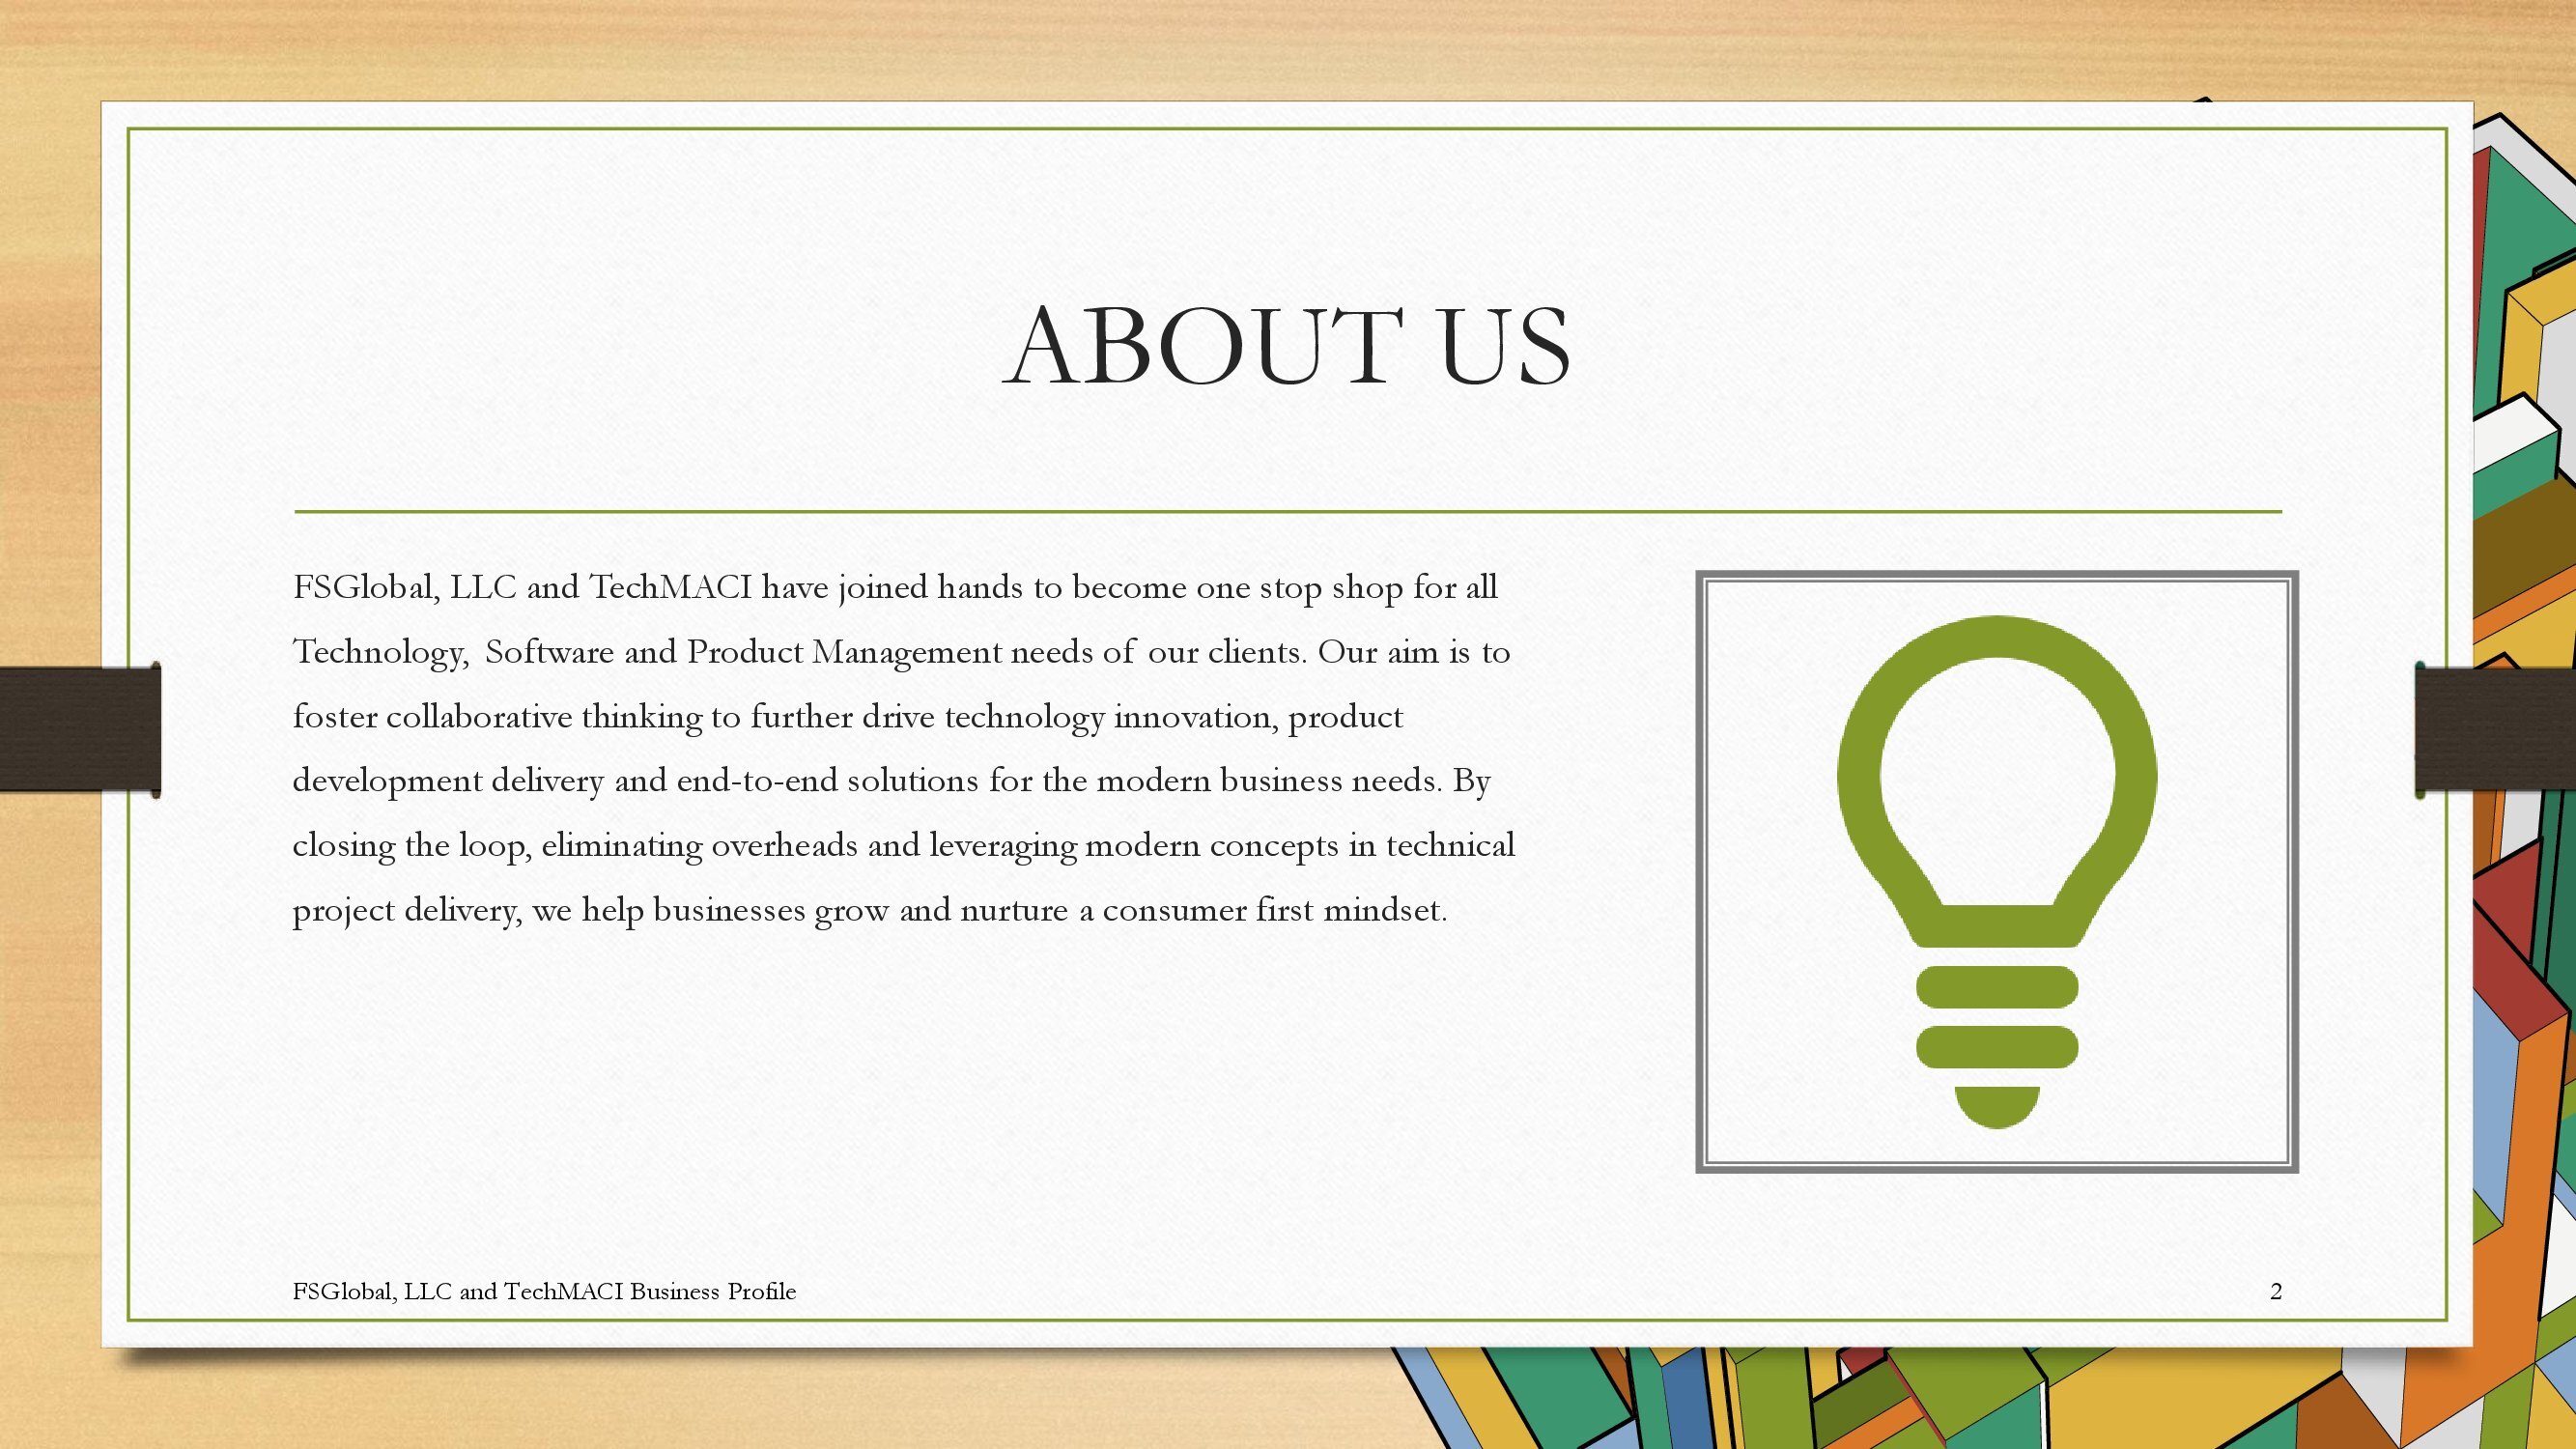 ABOUT US
FSGlobal, LLC and TechMACI have joined hands to become one stop shop for all
Technology,  Software and Product Management needs of our clients. Our aim is to
foster collaborative thinking to further drive technology innovation, product
development delivery and end-to-end solutions for the modern business needs. By
closing the loop, eliminating overheads and leveraging modern concepts in technical
project delivery, we help businesses grow and nurture a consumer first mindset.
FSGlobal, LLC and TechMACI Business Profile
2